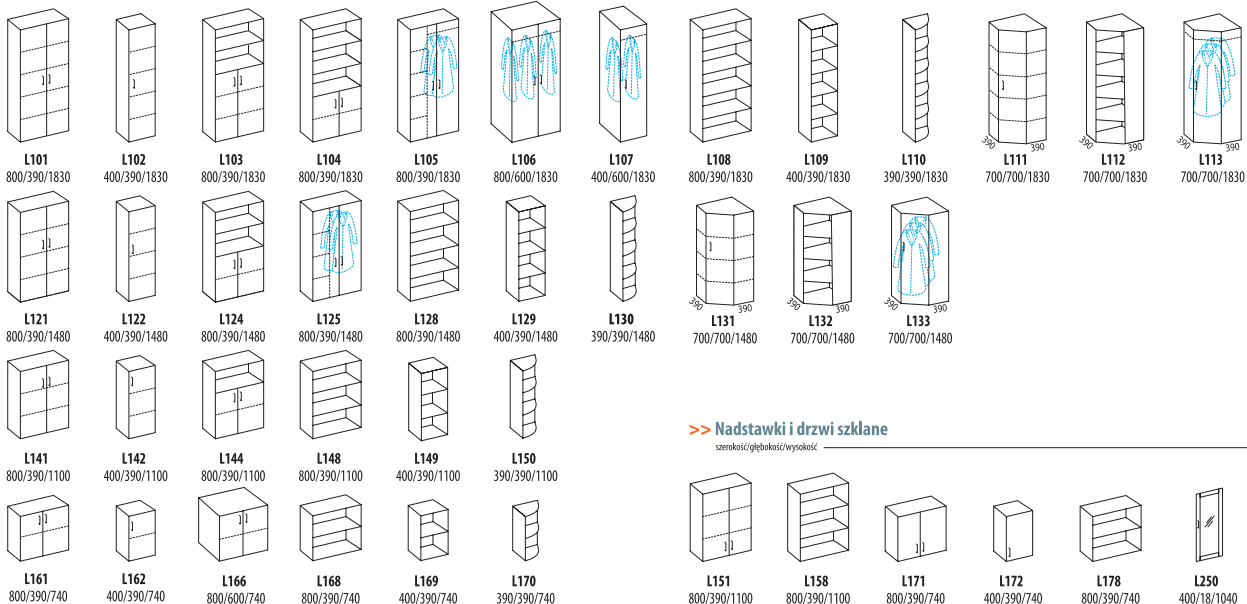 L101 L102 L103 L104 L105 L106 L107 L108 L109 L110 L111 L112 L113
390 390 390 390 390 390
800/390/1830 400/390/1830 800/390/1830 800/390/1830 800/390/1830 800/600/1830 400/600/1830 800/390/1830 400/390/1830 390/390/1830 700/700/1830 700/700/1830 700/700/1830
390 390 390 390 390 390
L121 L122 L124 L125 L128 L129 L130 L131 L132 L133
800/390/1480 400/390/1480 800/390/1480 800/390/1480 800/390/1480 400/390/1480 390/390/1480 700/700/1480 700/700/1480 700/700/1480
L141 L142 L144 L148 L149 L150
800/390/1100 400/390/1100 800/390/1100 800/390/1100 400/390/1100 390/390/1100
>> Nadstawki i drzwi szklane
szerokość/głębokość/wysokość
L161 L162 L166 L168 L169 L170
800/390/740 400/390/740 800/600/740 800/390/740 400/390/740 390/390/740
L151 L158 L171 L172 L178 L250
800/390/1100 800/390/1100 800/390/740 400/390/740 800/390/740 400/18/1040